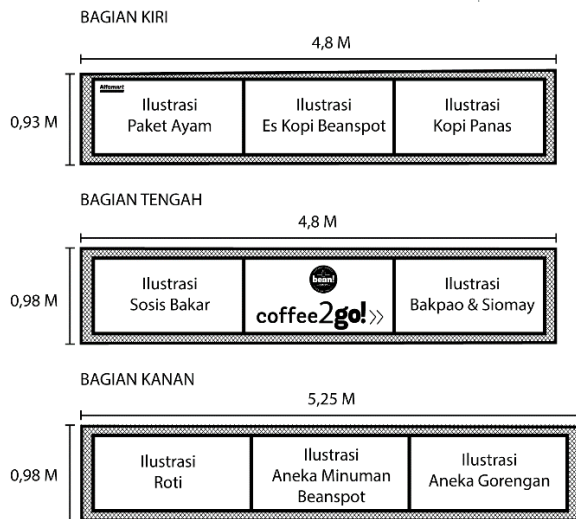 BAGIAN KIRI
4,8 M
0,93 M
Alfamart
Ilustrasi
Paket Ayam
Ilustrasi
Es Kopi Beanspot
Ilustrasi
Kopi Panas
BAGIAN TENGAH
4,8 M
0,98 M
Ilustrasi
Sosis Bakar
bean!
coffee2go!>>
Ilustrasi
Bakpao & Siomay
BAGIAN KANAN
5,25 M
0,98 M
Ilustrasi
Roti
Ilustrasi
Aneka Minuman
Beanspot
Ilustrasi
Aneka Gorengan